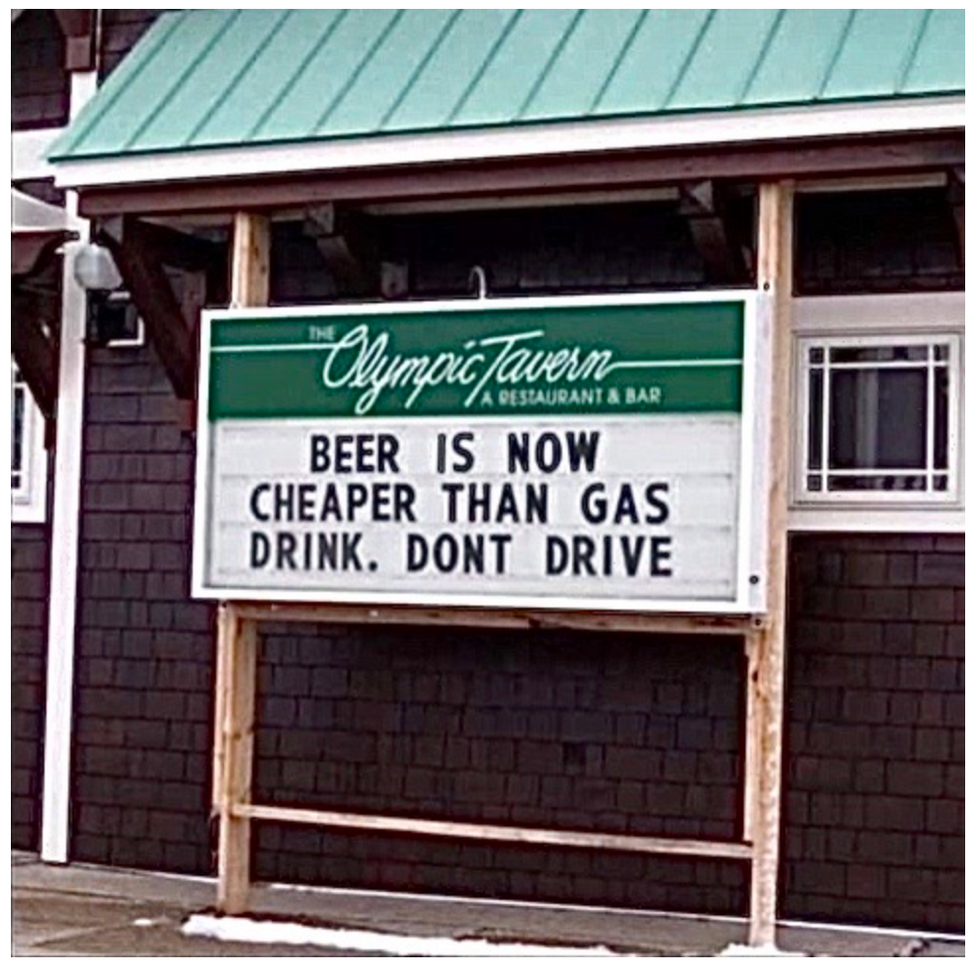 THE
Olympic Tavern
A RESTAURANT & BAR
BEER IS NOW
CHEAPER THAN GAS
DRINK. DONT DRIVE